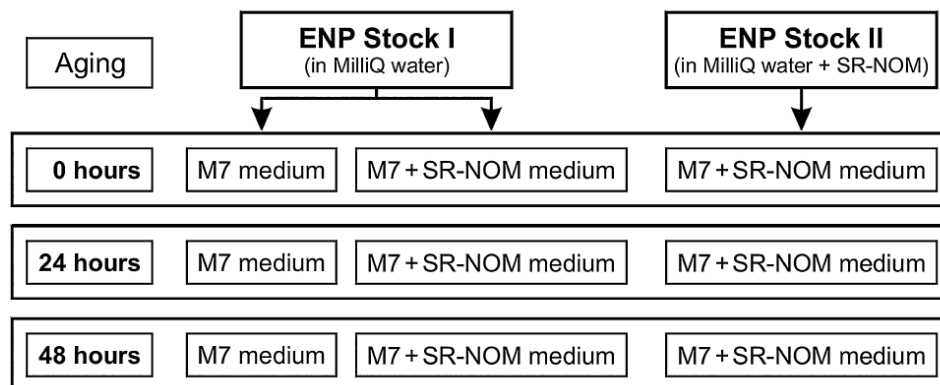 Aging
ENP Stock I
(in MilliQ water)
ENP Stock II
(in MilliQ water + SR-NOM)
0 hours
M7 medium
M7 + SR-NOM medium
M7 + SR-NOM medium
24 hours
M7 medium
M7 + SR-NOM medium
M7 + SR-NOM medium
48 hours
M7 medium
M7 + SR-NOM medium
M7 + SR-NOM medium